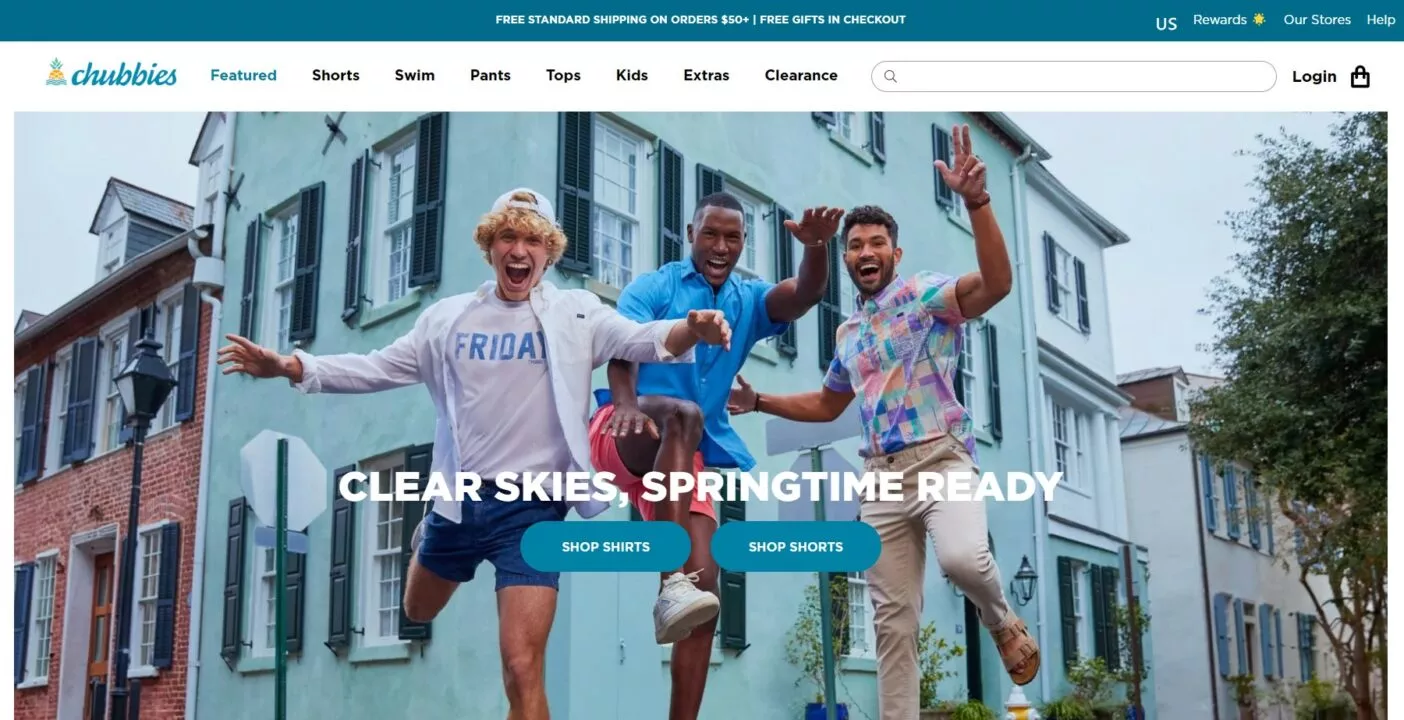 FREE STANDARD SHIPPING ON ORDERS $50+ | FREE GIFTS IN CHECKOUT
US Rewards Our Stores Help
chubbies Featured Shorts Swim Pants Tops Kids Extras Clearance Login
FRIDAY
CLEAR SKIES, SPRINGTIME READY
SHOP SHIRTS SHOP SHORTS